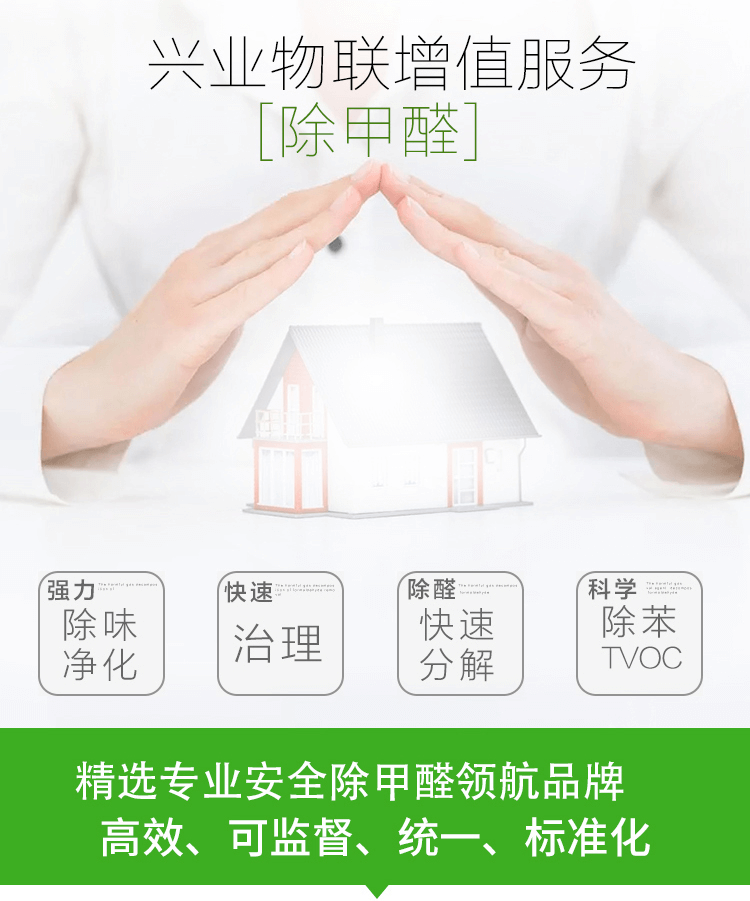 兴业物联增值服务
[除甲醛]
强力
除味
净化
快速
治理
除醛
快速
分解
科学
除苯
TVOC
精选专业安全除甲醛领航品牌
高效、可监督、统一、标准化